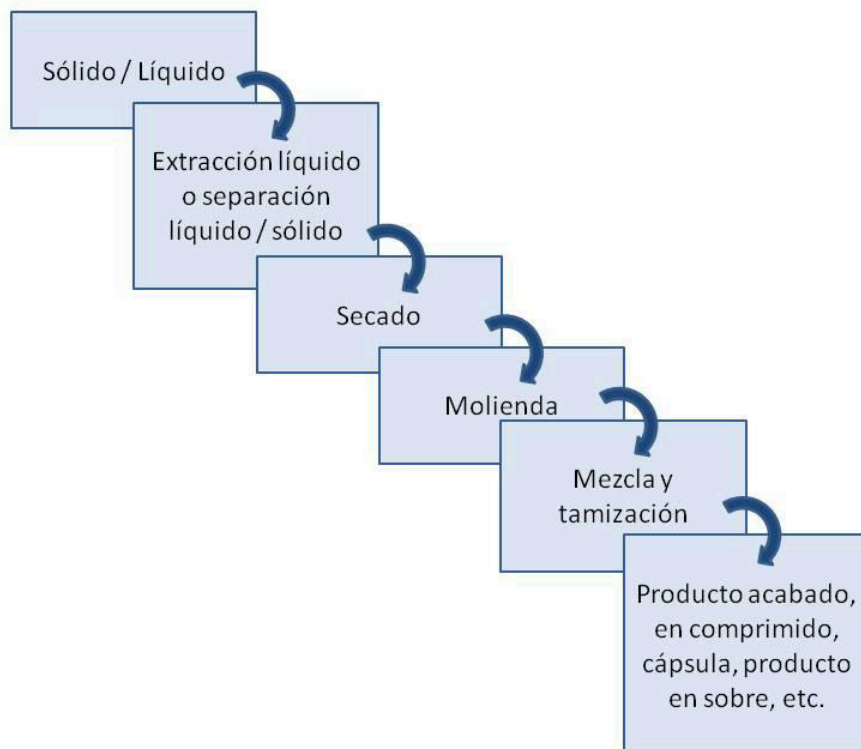 Sólido / Líquido
Extracción líquido
o separación
líquido / sólido
Secado
Molienda
Mezcla y
tamización
Producto acabado,
en comprimido,
cápsula, producto
en sobre, etc.